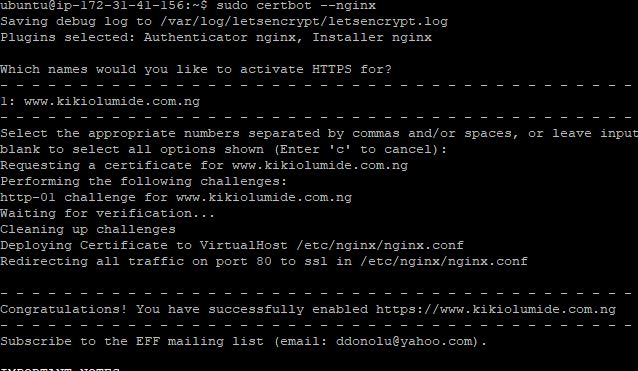 ubuntu@ip-172-31-41-156:~$ sudo certbot --nginx
Saving debug log to /var/log/letsencrypt/letsencrypt.log
Plugins selected: Authenticator nginx, Installer nginx
Which names would you like to activate HTTPS for?
- - - - - - - - - - - - - - - - - - - - - - - - - - - - - - - - - - - - - - - -
1: www.kikiolumide.com.ng
- - - - - - - - - - - - - - - - - - - - - - - - - - - - - - - - - - - - - - - -
Select the appropriate numbers separated by commas and/or spaces, or leave input
blank to select all options shown (Enter 'c' to cancel):
Requesting a certificate for www.kikiolumide.com.ng
Performing the following challenges:
http-01 challenge for www.kikiolumide.com.ng
Waiting for verification...
Cleaning up challenges
Deploying Certificate to VirtualHost /etc/nginx/nginx.conf
Redirecting all traffic on port 80 to ssl in /etc/nginx/nginx.conf
- - - - - - - - - - - - - - - - - - - - - - - - - - - - - - - - - - - - - - - -
Congratulations! You have successfully enabled https://www.kikiolumide.com.ng
- - - - - - - - - - - - - - - - - - - - - - - - - - - - - - - - - - - - - - - -
Subscribe to the EFF mailing list (email: ddonolu@yahoo.com).
IMPORTANT NOTES